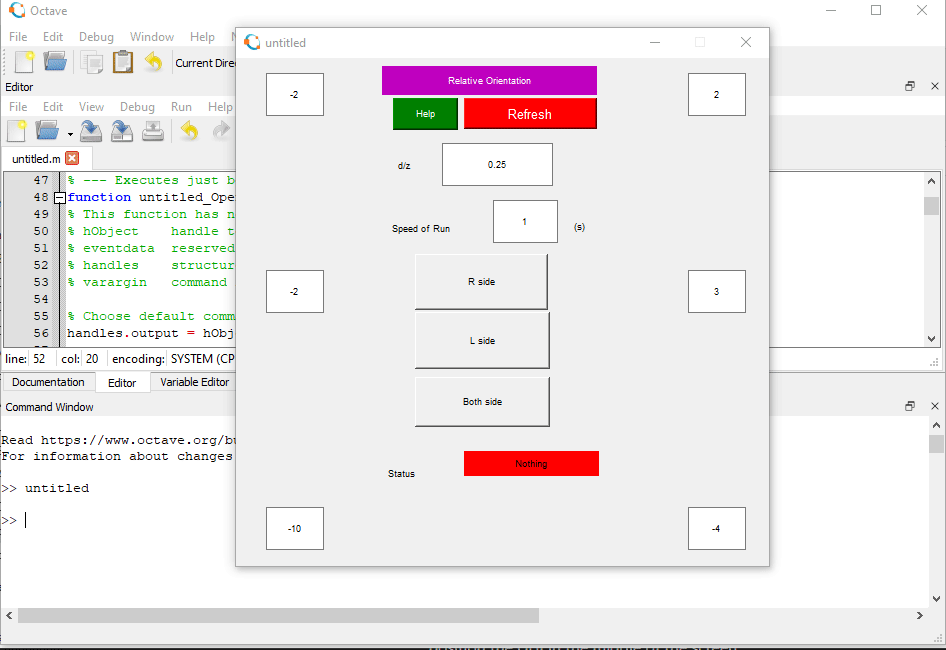 Octave
File Edit Debug Window Help
Current Dire
Editor
File Edit View Debug Run Help
untitled.m
47 % --- Executes just b
48 function untitled_Ope
49 % This function has n
50 % hObject handle t
51 % eventdata reserved
52 % handles structur
53 % varargin command
54
55 % Choose default comm
56 handles.output = hObj
line: 52 col: 20 encoding: SYSTEM (CP
Documentation Editor Variable Editor
Command Window
Read https://www.octave.org/bu
For information about changes
>> untitled
>>
untitled
-2
Relative Orientation
2
Help
Refresh
d/z
0.25
Speed of Run
1
(s)
-2
R side
3
L side
Both side
Status
Nothing
-10
-4